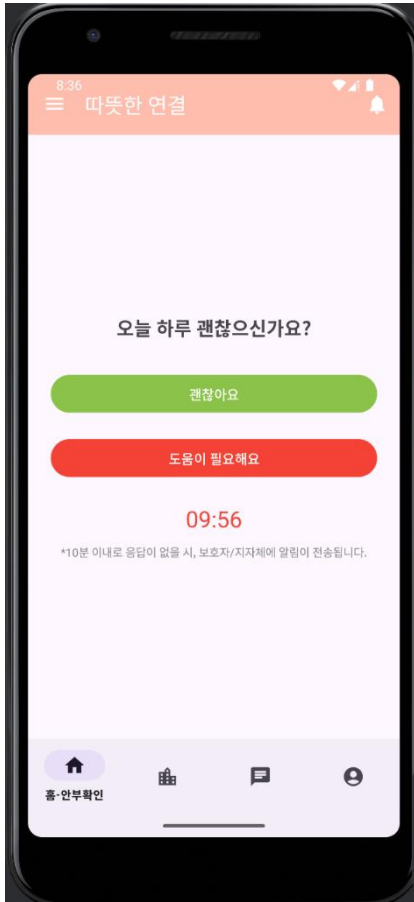 8:36
따뜻한 연결
오늘 하루 괜찮으신가요?
괜찮아요
도움이 필요해요
09:56
*10분 이내로 응답이 없을 시, 보호자/지자체에 알림이 전송됩니다.
홈-안부확인